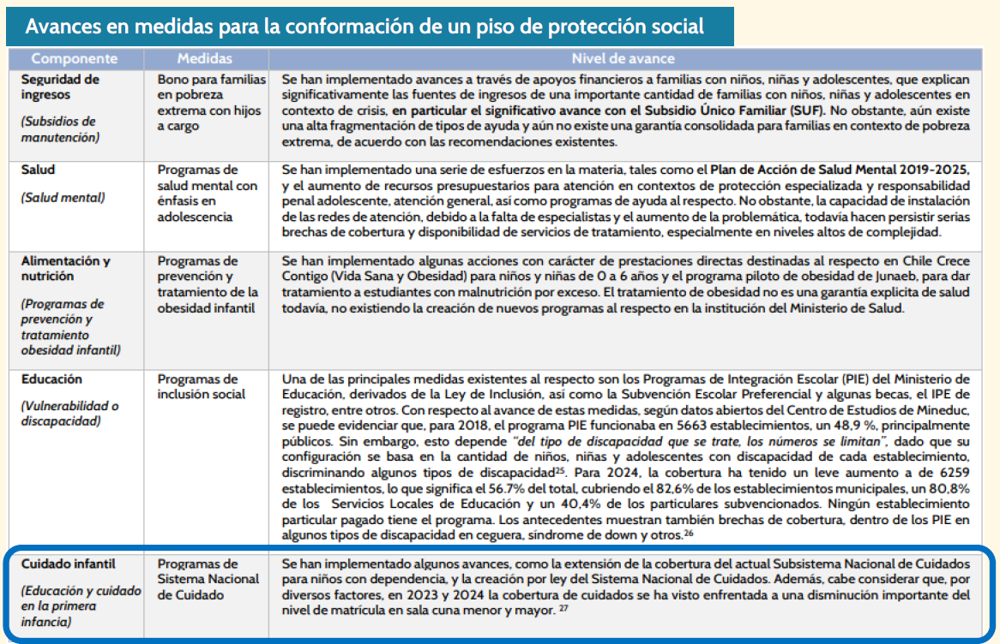 Avances en medidas para la conformación de un piso de protección social
Componente
Medidas
Nivel de avance
Seguridad de
ingresos
(Subsidios de
manutención)
Bono para familias
en pobreza
extrema con hijos
a cargo
Se han implementado avances a través de apoyos financieros a familias con niños, niñas y adolescentes, que explican
significativamente las fuentes de ingresos de una importante cantidad de familias con niños, niñas y adolescentes en
contexto de crisis, en particular el significativo avance con el Subsidio Único Familiar (SUF). No obstante, aún existe
una alta fragmentación de tipos de ayuda y aún no existe una garantía consolidada para familias en contexto de pobreza
extrema, de acuerdo con las recomendaciones existentes.
Salud
(Salud mental)
Programas de
salud mental con
énfasis en
adolescencia
Se han implementado una serie de esfuerzos en la materia, tales como el Plan de Acción de Salud Mental 2019-2025,
y el aumento de recursos presupuestarios para atención en contextos de protección especializada y responsabilidad
penal adolescente, atención general, así como programas de ayuda al respecto. No obstante, la capacidad de instalación
de las redes de atención, debido a la falta de especialistas y el aumento de la problemática, todavía hacen persistir serias
brechas de cobertura y disponibilidad de servicios de tratamiento, especialmente en niveles altos de complejidad.
Alimentación y
nutrición
(Programas de
prevención y
tratamiento
obesidad infantil)
Programas de
prevención y
tratamiento de la
obesidad infantil
Se han implementado algunas acciones con carácter de prestaciones directas destinadas al respecto en Chile Crece
Contigo (Vida Sana y Obesidad) para niños y niñas de 0 a 6 años y el programa piloto de obesidad de Junaeb, para dar
tratamiento a estudiantes con malnutrición por exceso. El tratamiento de obesidad no es una garantía explicita de salud
todavía, no existiendo la creación de nuevos programas al respecto en la institución del Ministerio de Salud.
Educación
(Vulnerabilidad o
discapacidad)
Programas de
inclusión social
Una de las principales medidas existentes al respecto son los Programas de Integración Escolar (PIE) del Ministerio de
Educación, derivados de la Ley de Inclusión, así como la Subvención Escolar Preferencial y algunas becas, el IPE de
registro, entre otros. Con respecto al avance de estas medidas, según datos abiertos del Centro de Estudios de Mineduc,
se puede evidenciar que, para 2018, el programa PIE funcionaba en 5663 establecimientos, un 48,9 %, principalmente
públicos. Sin embargo, esto depende "del tipo de discapacidad que se trate, los números se limitan", dado que su
configuración se basa en la cantidad de niños, niñas y adolescentes con discapacidad de cada establecimiento,
discriminando algunos tipos de discapacidad²⁵. Para 2024, la cobertura ha tenido un leve aumento a de 6259
establecimientos, lo que significa el 56.7% del total, cubriendo el 82,6% de los establecimientos municipales, un 80,8%
de los Servicios Locales de Educación y un 40,4% de los particulares subvencionados. Ningún establecimiento
particular pagado tiene el programa. Los antecedentes muestran también brechas de cobertura, dentro de los PIE en
algunos tipos de discapacidad en ceguera, síndrome de down y otros.²⁶
Cuidado infantil
(Educación y cuidado
en la primera
infancia)
Programas de
Sistema Nacional
de Cuidado
Se han implementado algunos avances, como la extensión de la cobertura del actual Subsistema Nacional de Cuidados
para niños con dependencia, y la creación por ley del Sistema Nacional de Cuidados. Además, cabe considerar que, por
diversos factores, en 2023 y 2024 la cobertura de cuidados se ha visto enfrentada a una disminución importante del
nivel de matrícula en sala cuna menor y mayor. ²⁷